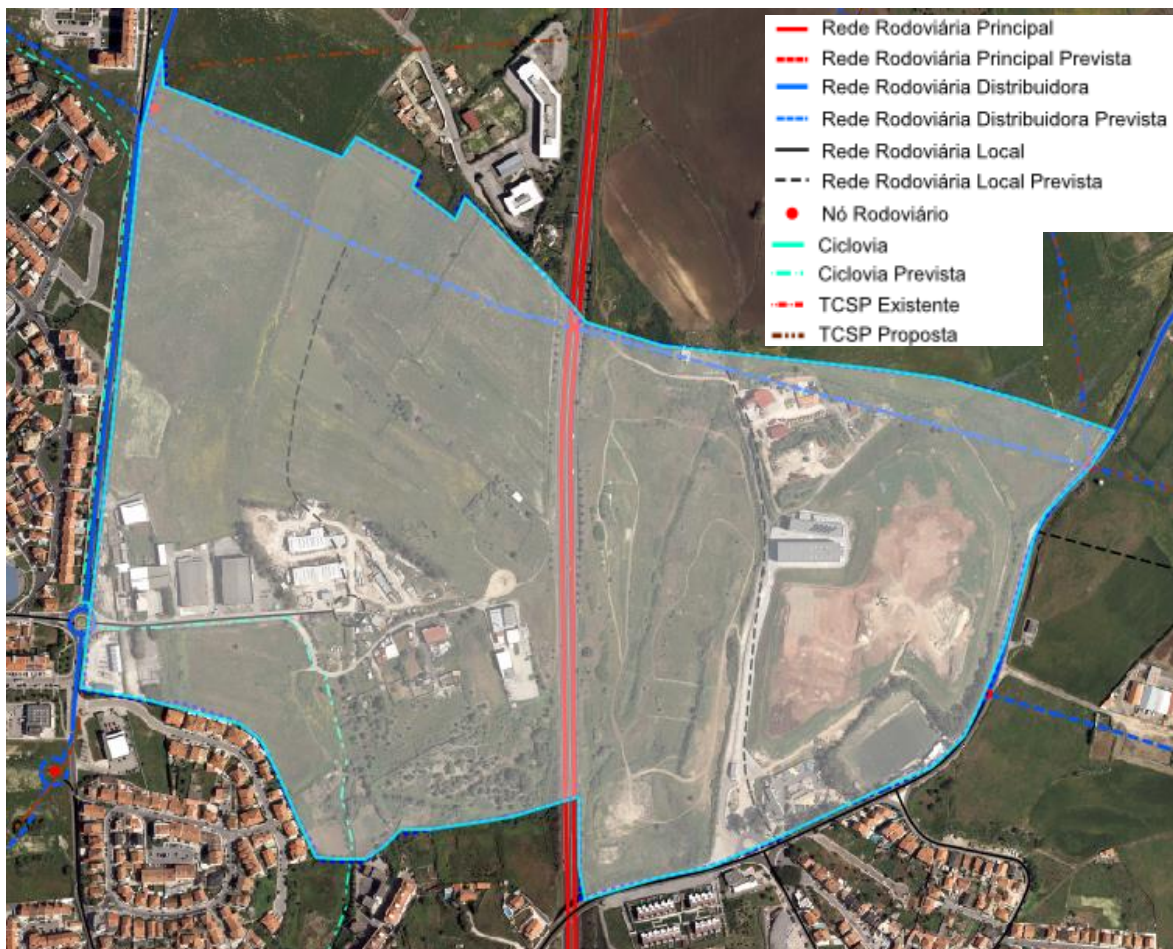 Rede Rodoviária Principal
Rede Rodoviária Principal Prevista
Rede Rodoviária Distribuidora
Rede Rodoviária Distribuidora Prevista
Rede Rodoviária Local
Rede Rodoviária Local Prevista
Nó Rodoviário
Ciclovia
Ciclovia Prevista
TCSP Existente
TCSP Proposta